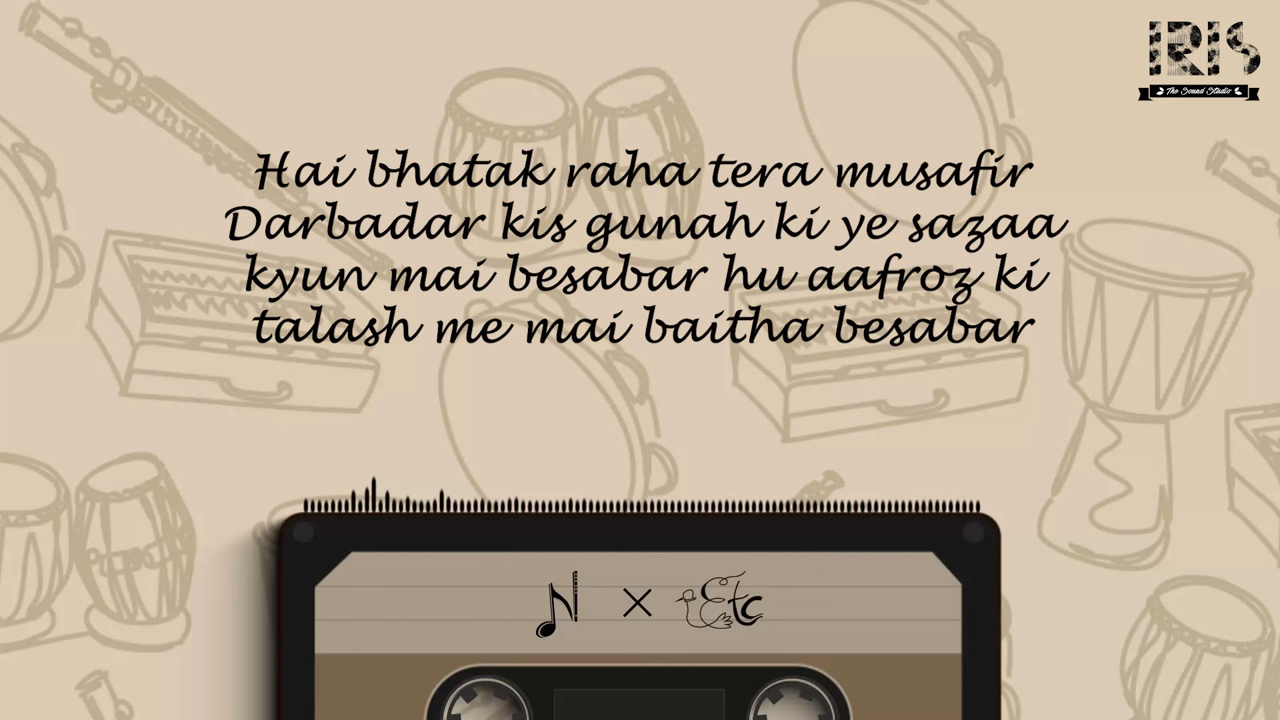 IRIS
The Sound Studio
Hai bhatak raha tera musafir
Darbadar kis gunah ki ye sazaa
kyun mai besabar hu aafroz ki
talash me mai baitha besabar
N × Etc